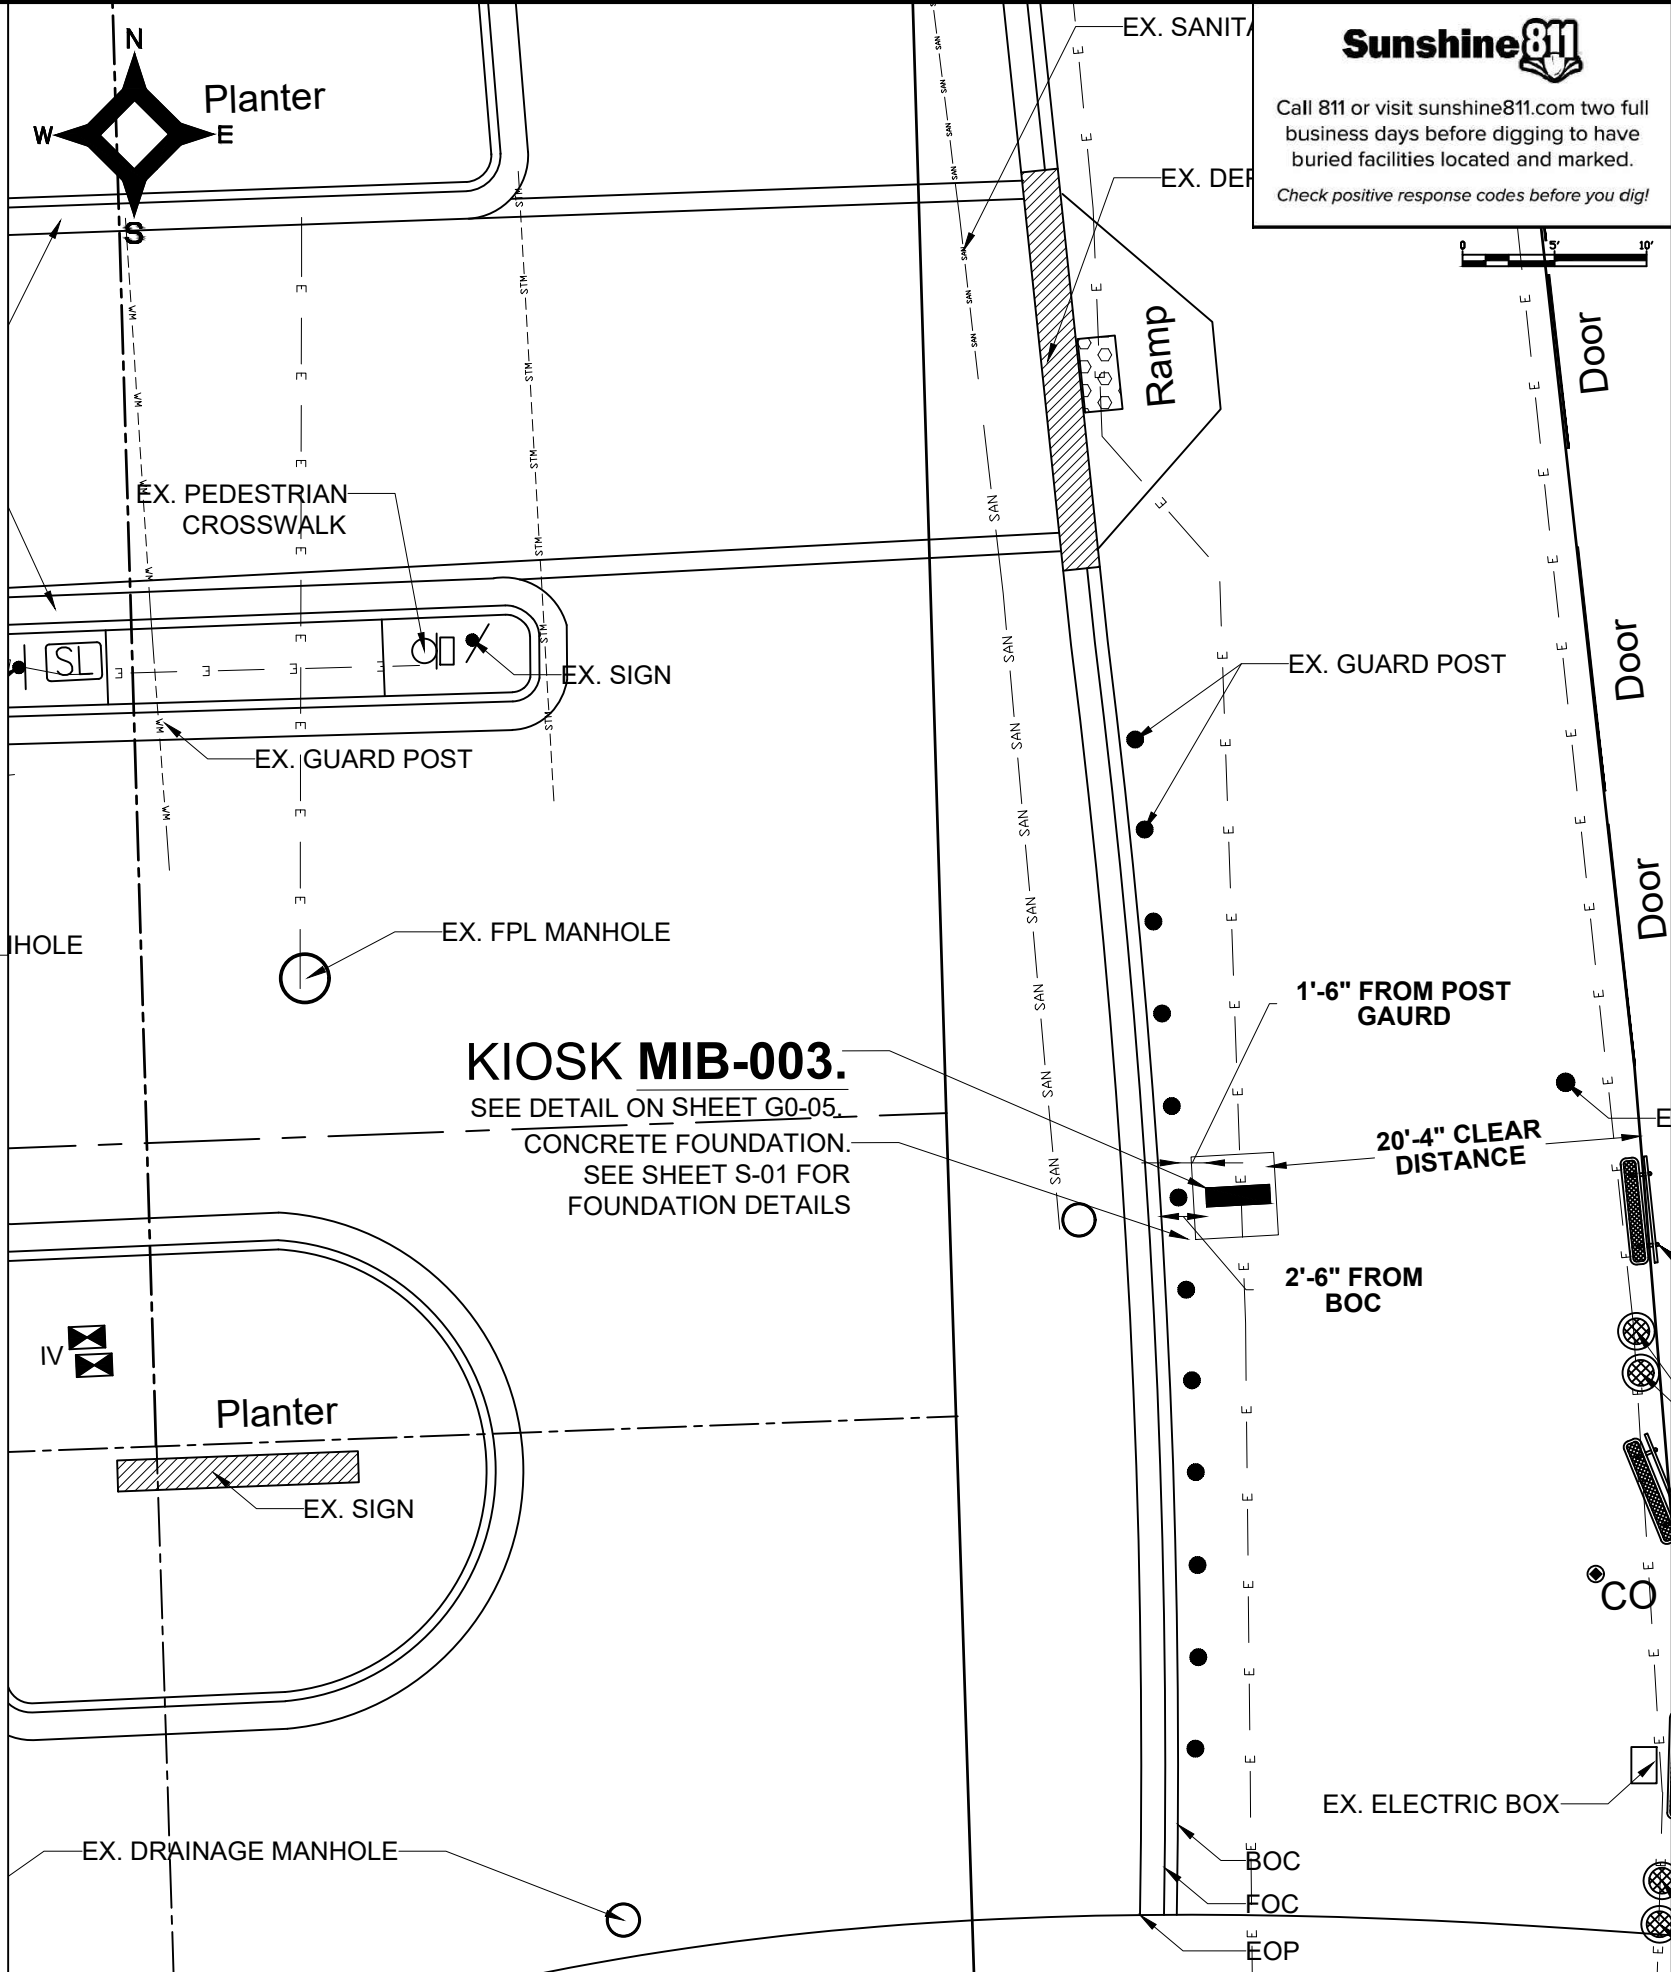 N
Planter
W
E
S
EX. SANITA
Sunshine 811
Call 811 or visit sunshine811.com two full
business days before digging to have
buried facilities located and marked.
Check positive response codes before you dig!
EX. DEP
0 5' 10'
Ramp
Door
EX. PEDESTRIAN
CROSSWALK
SL
EX. SIGN
EX. GUARD POST
EX. GUARD POST
Door
Door
IHOLE
EX. FPL MANHOLE
1'-6" FROM POST
GAURD
KIOSK MIB-003.
SEE DETAIL ON SHEET G0-05.
CONCRETE FOUNDATION.
SEE SHEET S-01 FOR
FOUNDATION DETAILS
20'-4" CLEAR
DISTANCE
E
2'-6" FROM
BOC
IV
Planter
EX. SIGN
CO
EX. ELECTRIC BOX
EX. DRAINAGE MANHOLE
BOC
FOC
EOP
SAN
STM
WM
E